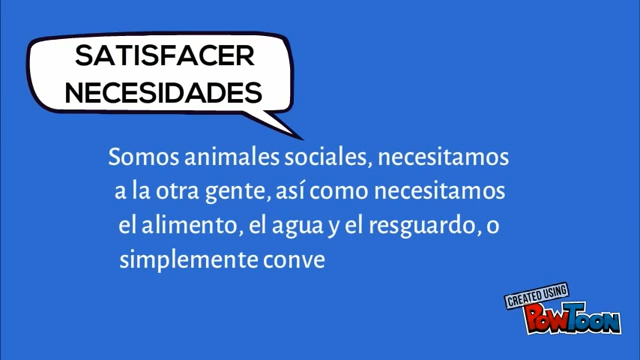 SATISFACER
NECESIDADES
Somos animales sociales, necesitamos
a la otra gente, así como necesitamos
el alimento, el agua y el resguardo, o
simplemente conve
CREATED USING
POWTOON